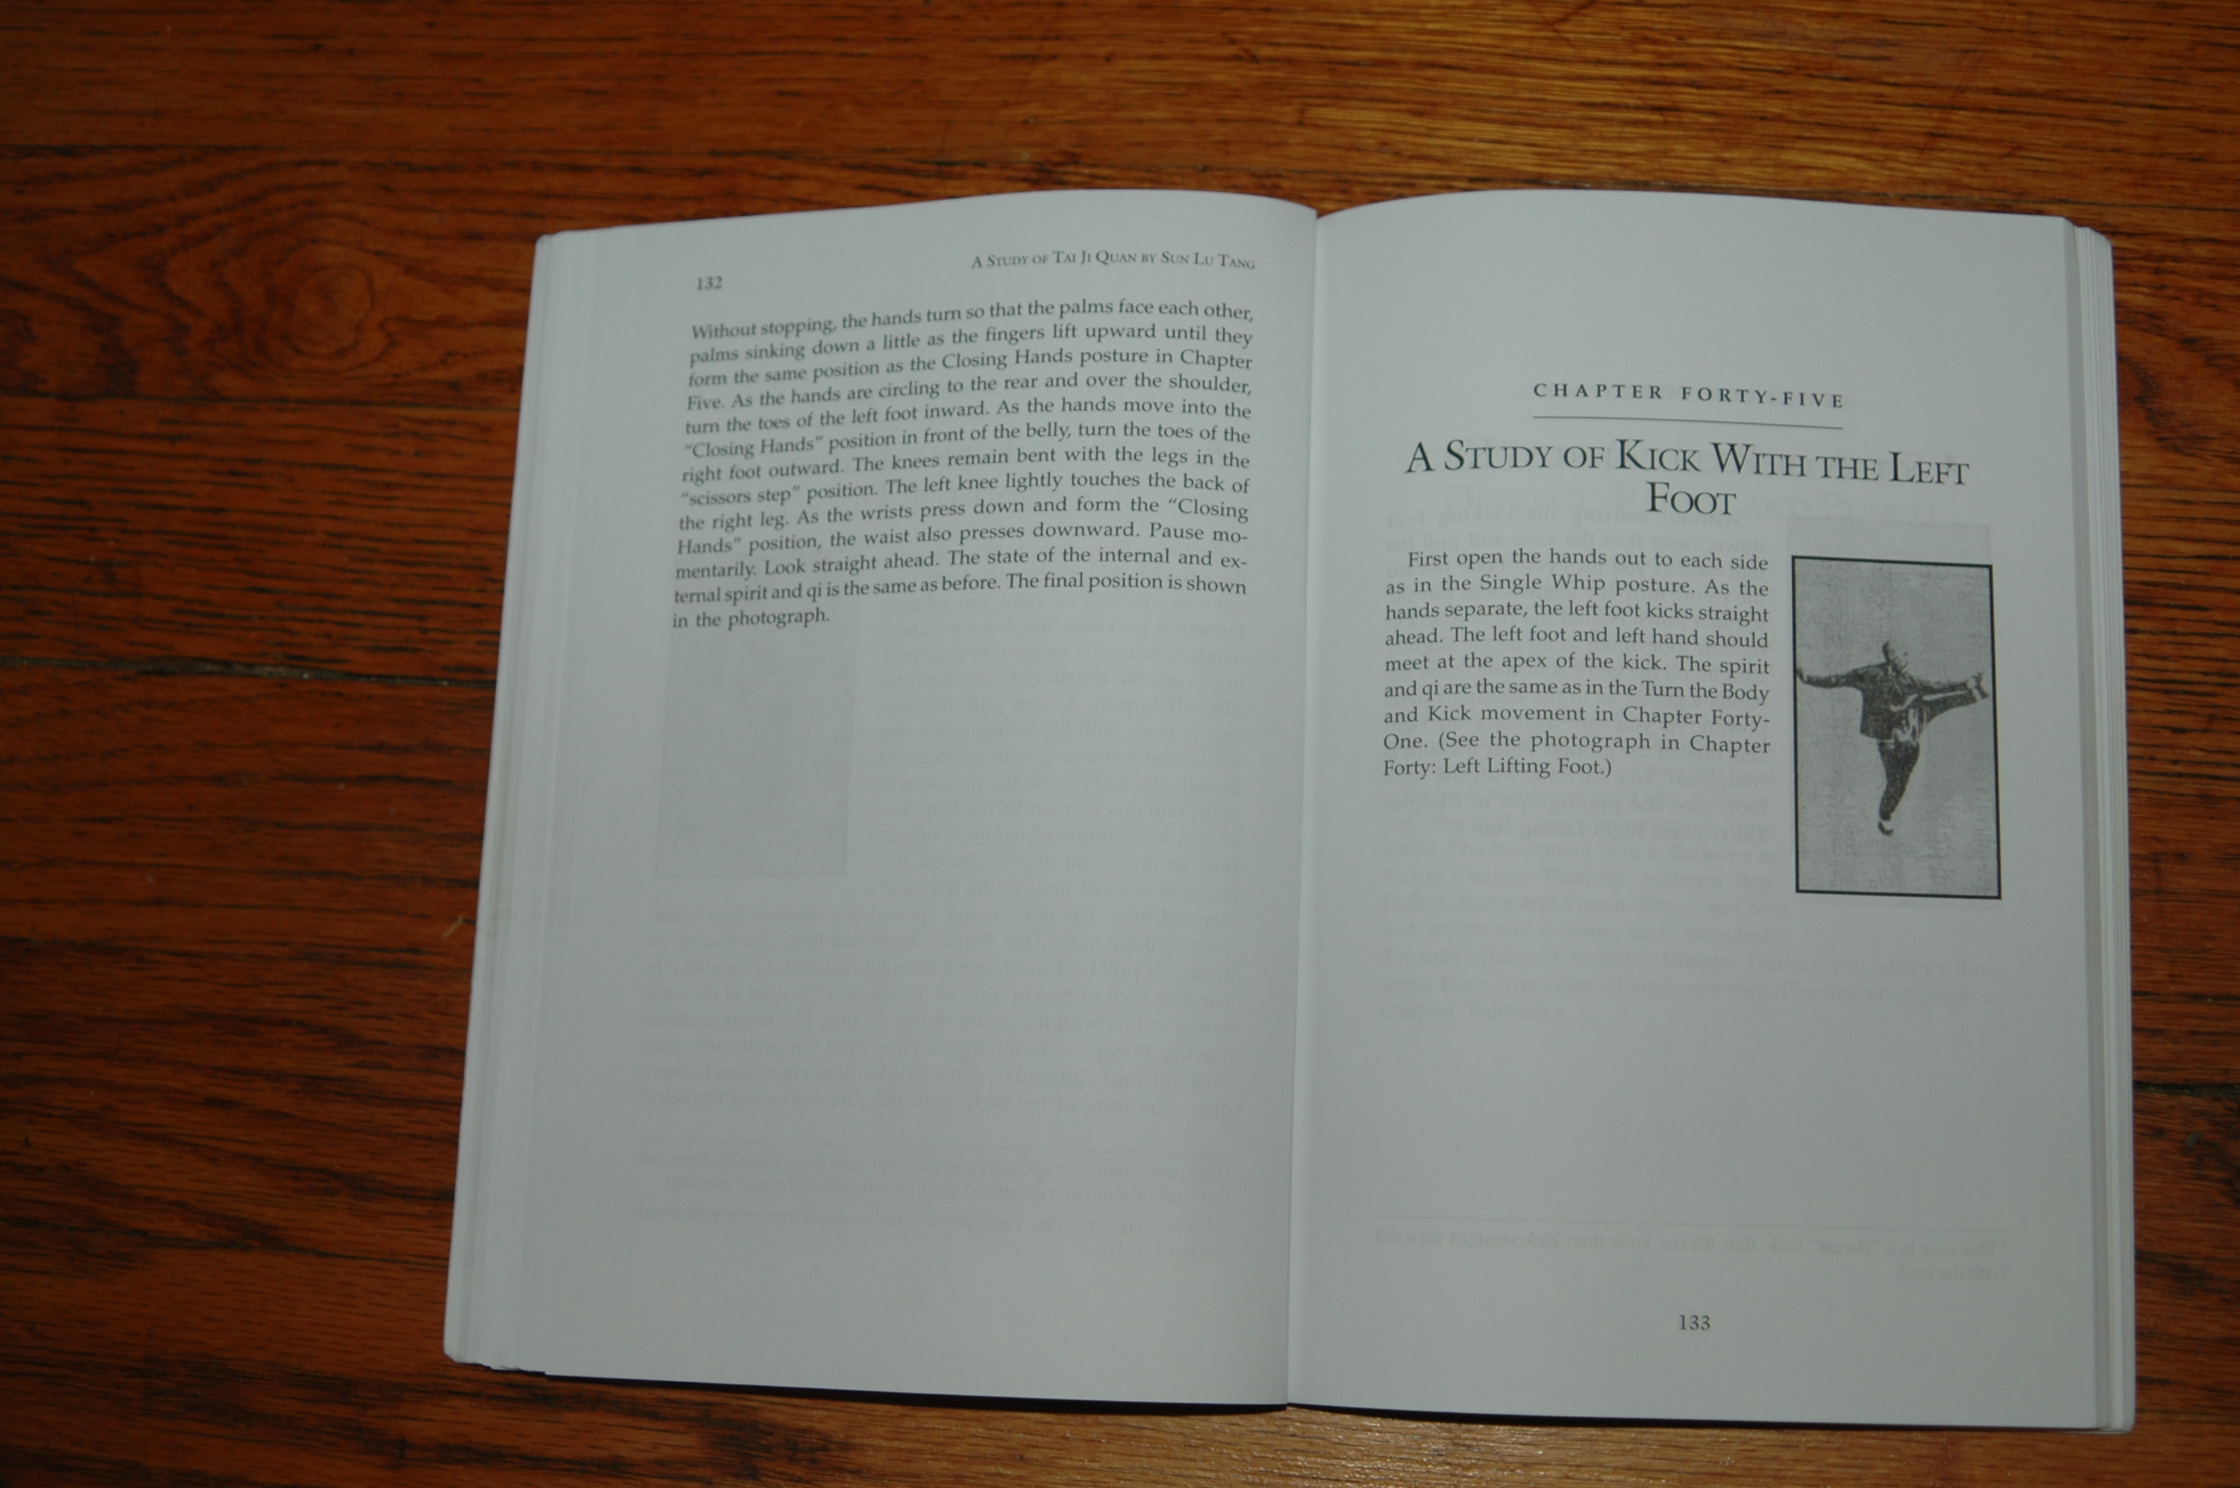 132
A STUDY OF TAI JI QUAN BY SUN LU TANG
Without stopping, the hands turn so that the palms face each other,
palms sinking down a little as the fingers lift upward until they
form the same position as the Closing Hands posture in Chapter
Five. As the hands are circling to the rear and over the shoulder,
turn the toes of the left foot inward. As the hands move into the
"Closing Hands" position in front of the belly, turn the toes of the
right foot outward. The knees remain bent with the legs in the
"scissors step" position. The left knee lightly touches the back of
the right leg. As the wrists press down and form the "Closing
Hands" position, the waist also presses downward. Pause mo-
mentarily. Look straight ahead. The state of the internal and ex-
ternal spirit and qi is the same as before. The final position is shown
in the photograph.
CHAPTER FORTY-FIVE
A STUDY OF KICK WITH THE LEFT
FOOT
First open the hands out to each side
as in the Single Whip posture. As the
hands separate, the left foot kicks straight
ahead. The left foot and left hand should
meet at the apex of the kick. The spirit
and qi are the same as in the Turn the Body
and Kick movement in Chapter Forty-
One. (See the photograph in Chapter
Forty: Left Lifting Foot.)
133